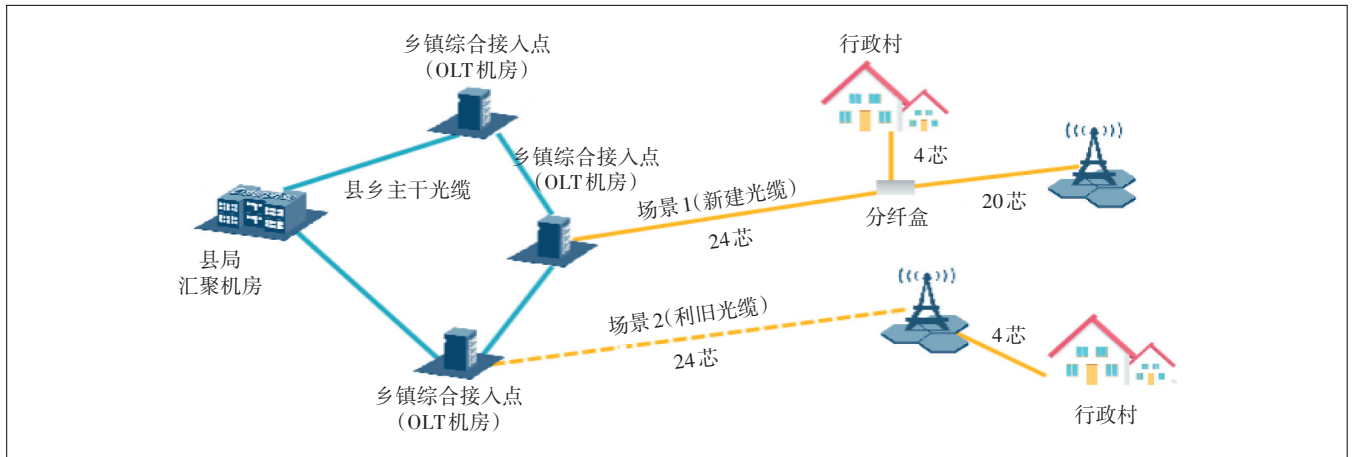 乡镇综合接入点
（OLT机房）
行政村
4芯
乡镇综合接入点
（OLT机房）
县乡主干光缆
场景1（新建光缆）
24芯
分纤盒
20芯
县局
汇聚机房
场景2（利旧光缆）
24芯
4芯
乡镇综合接入点
（OLT机房）
行政村